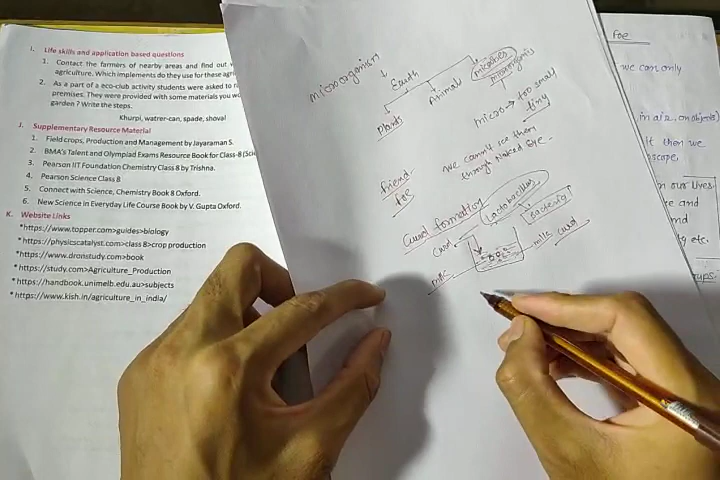 I. Life skills and application based questions
1. Contact the farmers of nearby areas and find out
agriculture. Which implements do they use for these
2. As a part of a eco-club activity students were asked to
premises. They were provided with some materials you
garden ? Write the steps.
Khurpi, watrer-can, spade, shoval
J. Supplementary Resource Material
1. Field crops, Production and Management by Jayaraman S.
2. BMA's Talent and Olympiad Exams Resource Book for Class-8 (Sci
3. Pearson IIT Foundation Chemistry Class 8 by Trishna.
4. Pearson Science Class 8
5. Connect with Science, Chemistry Book 8 Oxford.
6. New Science in Everyday Life Course Book by V. Gupta Oxford.
K. Website Links
*https://www.topper.com>guides>biology
*https://physicscatalyst.com>class 8>crop production
*https://www.dronstudy.com>book
*https://study.com>Agriculture_Production
*https://handbook.unimelb.edu.au>subjects
*https://www.kish.in/agriculture_in_india/
microorganism
Earth
Plants
Animals
microbes
microorganis
micro→ too small
tiny
we cannot see them
through Naked Eye.
friend
foe
Curd formation
Lactobacillus
Bacteria
Curd
milk
milk
curd
Foe
we can only
in air, on objects)
It then we
scope.
in our lives.
re and
nd
etc.
ups.